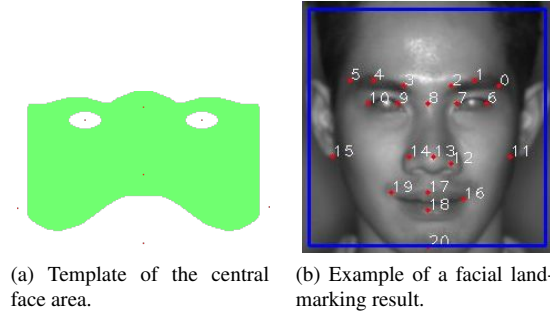 5 4 3 2 1 0
10 9 8 7 6
15 14 13 12 11
19 17 16
18
20
(a) Template of the central
face area.
(b) Example of a facial land-
marking result.